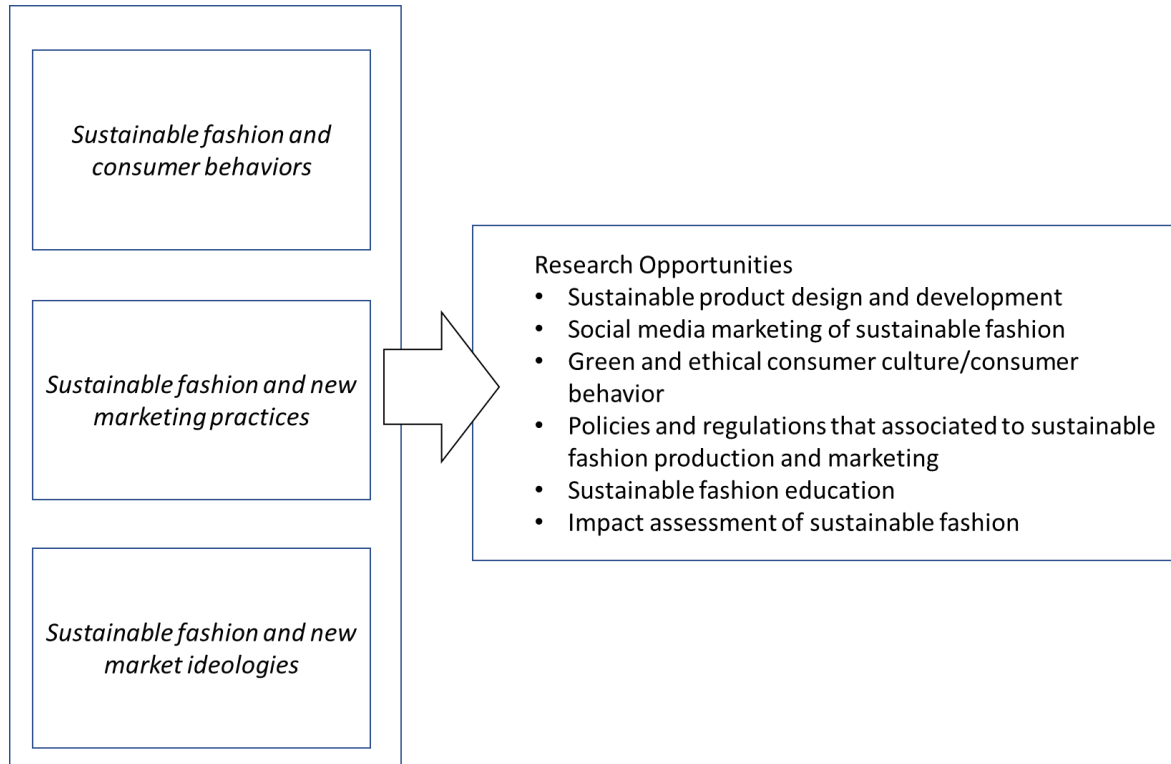 Sustainable fashion and
consumer behaviors
Sustainable fashion and new
marketing practices
Sustainable fashion and new
market ideologies
Research Opportunities
• Sustainable product design and development
• Social media marketing of sustainable fashion
• Green and ethical consumer culture/consumer
behavior
• Policies and regulations that associated to sustainable
fashion production and marketing
• Sustainable fashion education
• Impact assessment of sustainable fashion